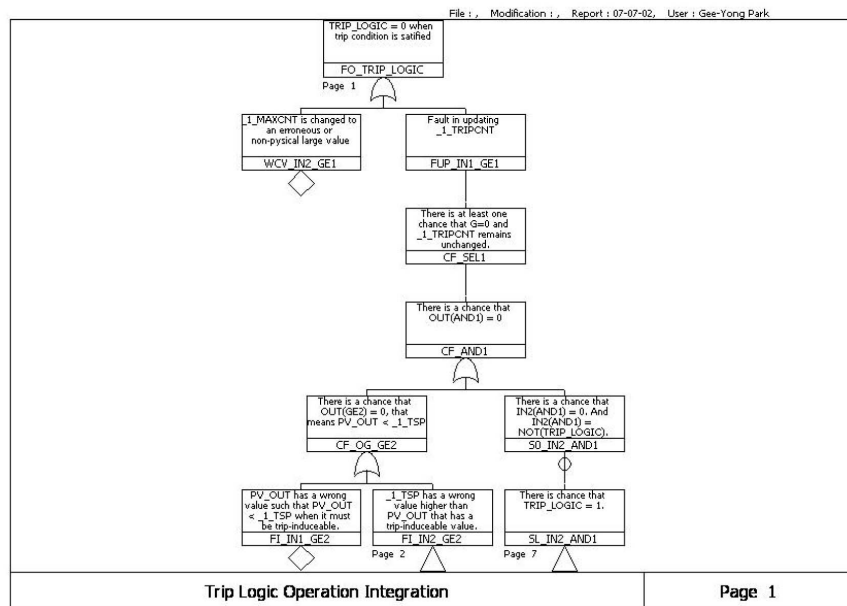 File : , Modification : , Report : 07-07-02, User : Gee-Yong Park
TRIP_LOGIC = 0 when
trip condition is satified
FO_TRIP_LOGIC
Page 1
_1_MAXCNT is changed to
an erroneous or
non-pysical large value
WCV_IN2_GE1
Fault in updating
_1_TRIPCNT
FUP_IN1_GE1
There is at least one
chance that G=0 and
_1_TRIPCNT remains
unchanged.
CF_SEL1
There is a chance that
OUT(AND1) = 0
CF_AND1
There is a chance that
OUT(GE2) = 0, that
means PV_OUT < _1_TSP
CF_OG_GE2
There is a chance that
IN2(AND1) = 0. And
IN2(AND1) =
NOT(TRIP_LOGIC).
SO_IN2_AND1
PV_OUT has a wrong
value such that PV_OUT
< _1_TSP when it must
be trip-induceable.
FI_IN1_GE2
_1_TSP has a wrong
value higher than
PV_OUT that has a
trip-induceable value.
FI_IN2_GE2
Page 2
There is chance that
TRIP_LOGIC = 1.
SL_IN2_AND1
Page 7
Trip Logic Operation Integration
Page 1